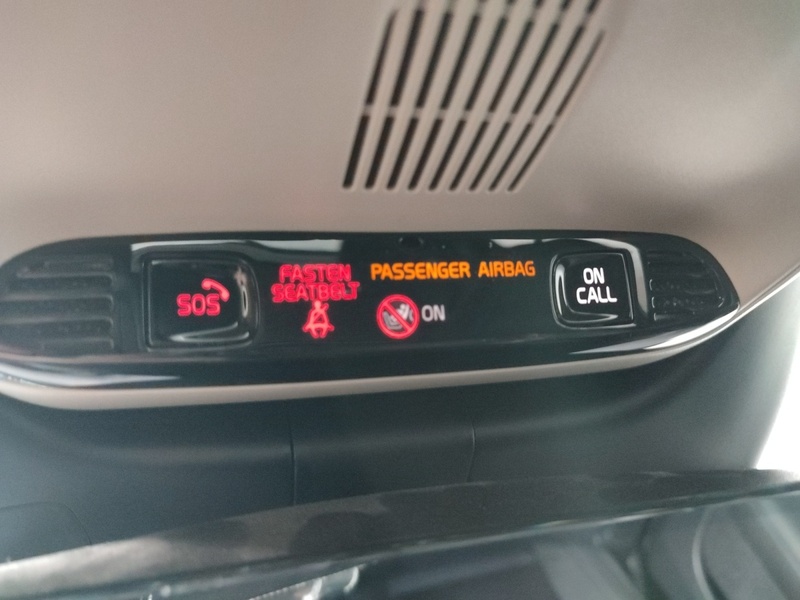 SOS
FASTEN
SEATBELT
PASSENGER AIRBAG
ON
ON
CALL